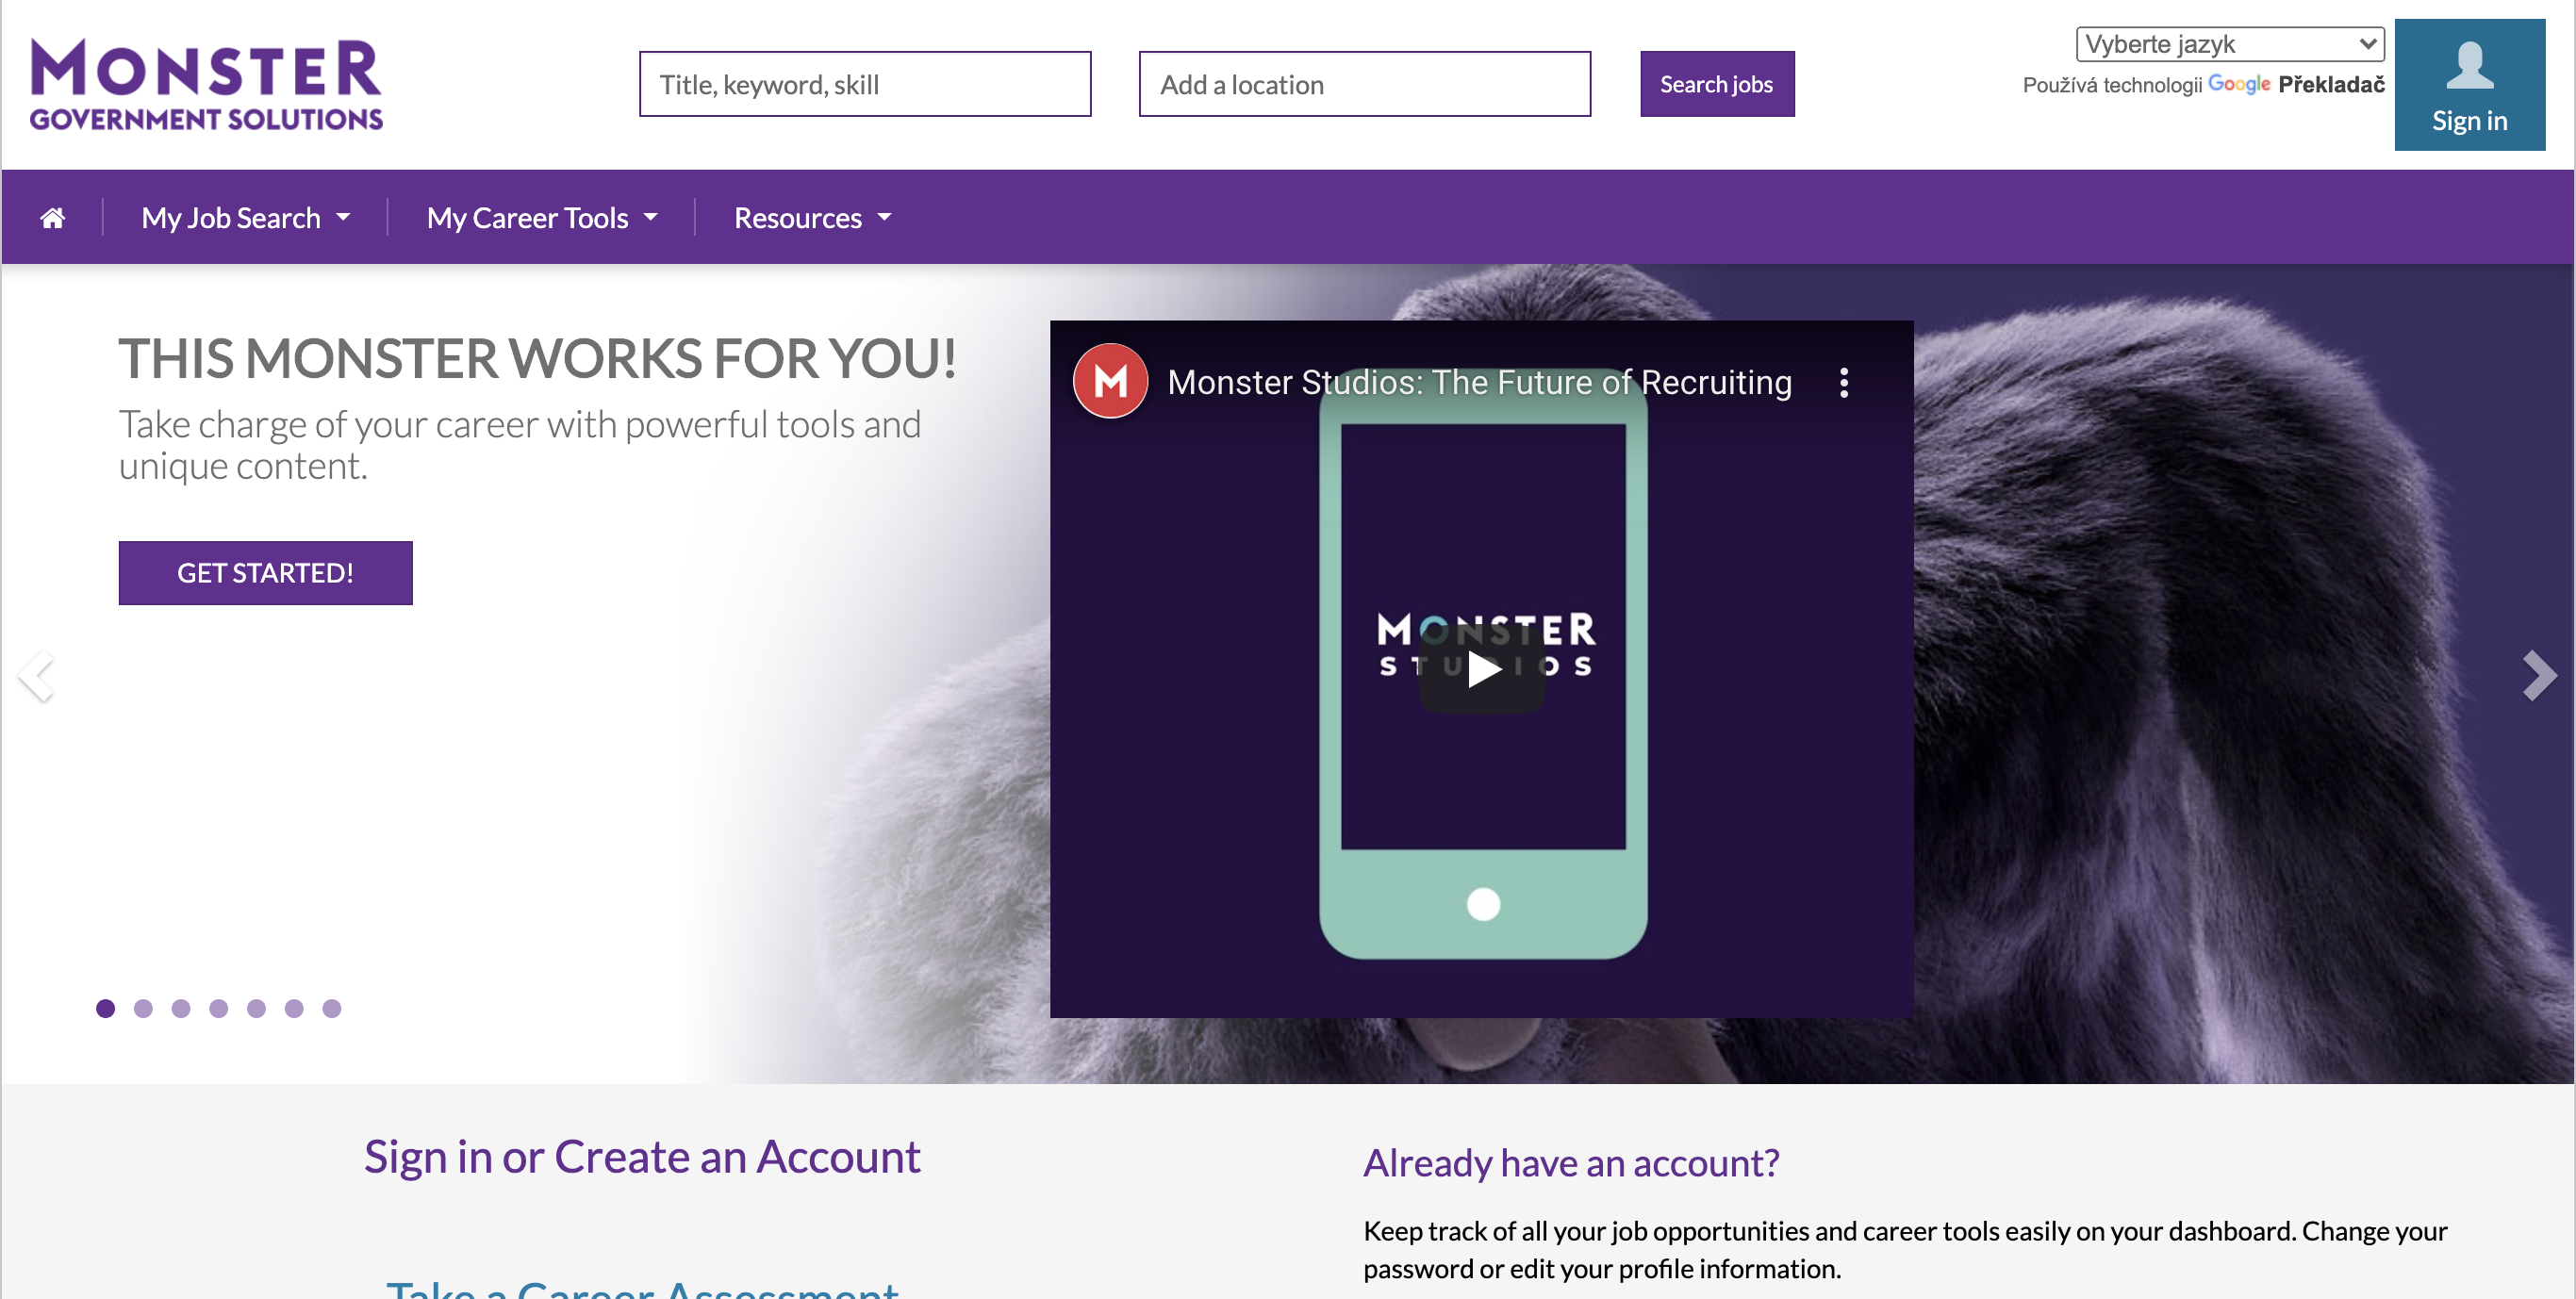 MONSTER
GOVERNMENT SOLUTIONS
Title, keyword, skill
Add a location
Search jobs
Vyberte jazyk
Používá technologii Google Překladač
Sign in
My Job Search
My Career Tools
Resources
THIS MONSTER WORKS FOR YOU!
Take charge of your career with powerful tools and
unique content.
GET STARTED!
M
Monster Studios: The Future of Recruiting
MONSTER
STUDIOS
Sign in or Create an Account
Take a Career Assessment
Already have an account?
Keep track of all your job opportunities and career tools easily on your dashboard. Change your
password or edit your profile information.